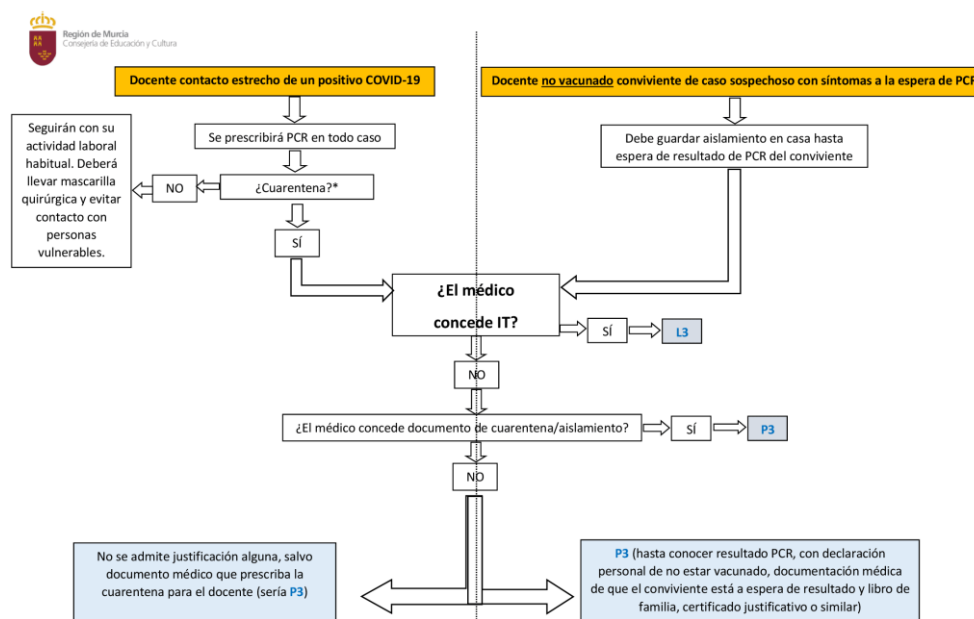 Región de Murcia
Consejería de Educación y Cultura
Docente contacto estrecho de un positivo COVID-19
Docente no vacunado conviviente de caso sospechoso con síntomas a la espera de PCR
Se prescribirá PCR en todo caso
Debe guardar aislamiento en casa hasta
espera de resultado de PCR del conviviente
Seguirán con su
actividad laboral
habitual. Deberá
llevar mascarilla
quirúrgica y evitar
contacto con
personas
vulnerables.
NO
¿Cuarentena?*
SÍ
¿El médico
concede IT?
SÍ
L3
NO
¿El médico concede documento de cuarentena/aislamiento?
SÍ
P3
NO
No se admite justificación alguna, salvo
documento médico que prescriba la
cuarentena para el docente (sería P3)
P3 (hasta conocer resultado PCR, con declaración
personal de no estar vacunado, documentación médica
de que el conviviente está a espera de resultado y libro de
familia, certificado justificativo o similar)